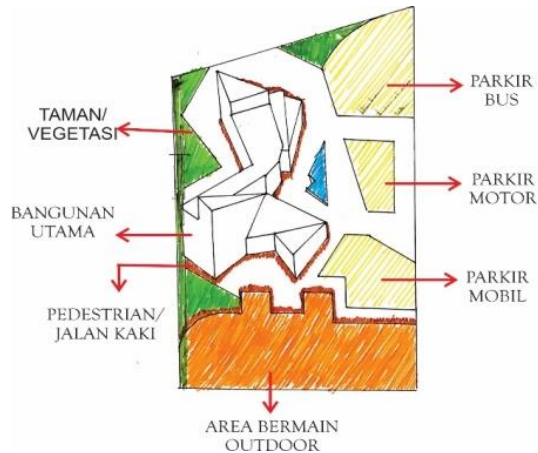 TAMAN/
VEGETASI
BANGUNAN
UTAMA
PEDESTRIAN/
JALAN KAKI
PARKIR
BUS
PARKIR
MOTOR
PARKIR
MOBIL
AREA BERMAIN
OUTDOOR